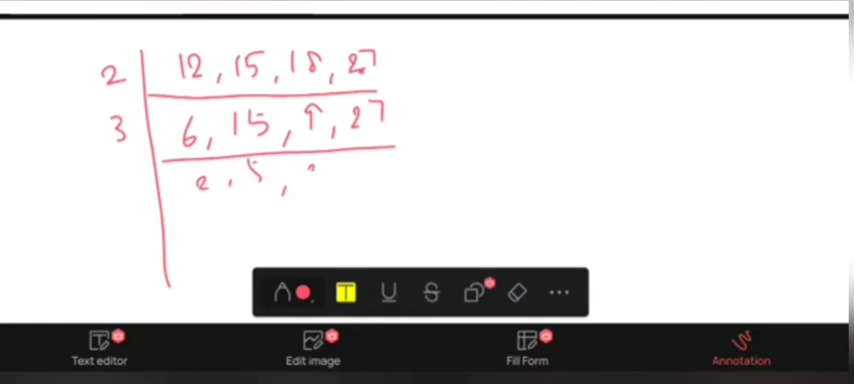 2 | 12, 15, 18, 27
3 | 6, 15, 9, 27
2, 5,
T U S
Text editor Edit image Fill Form Annotation